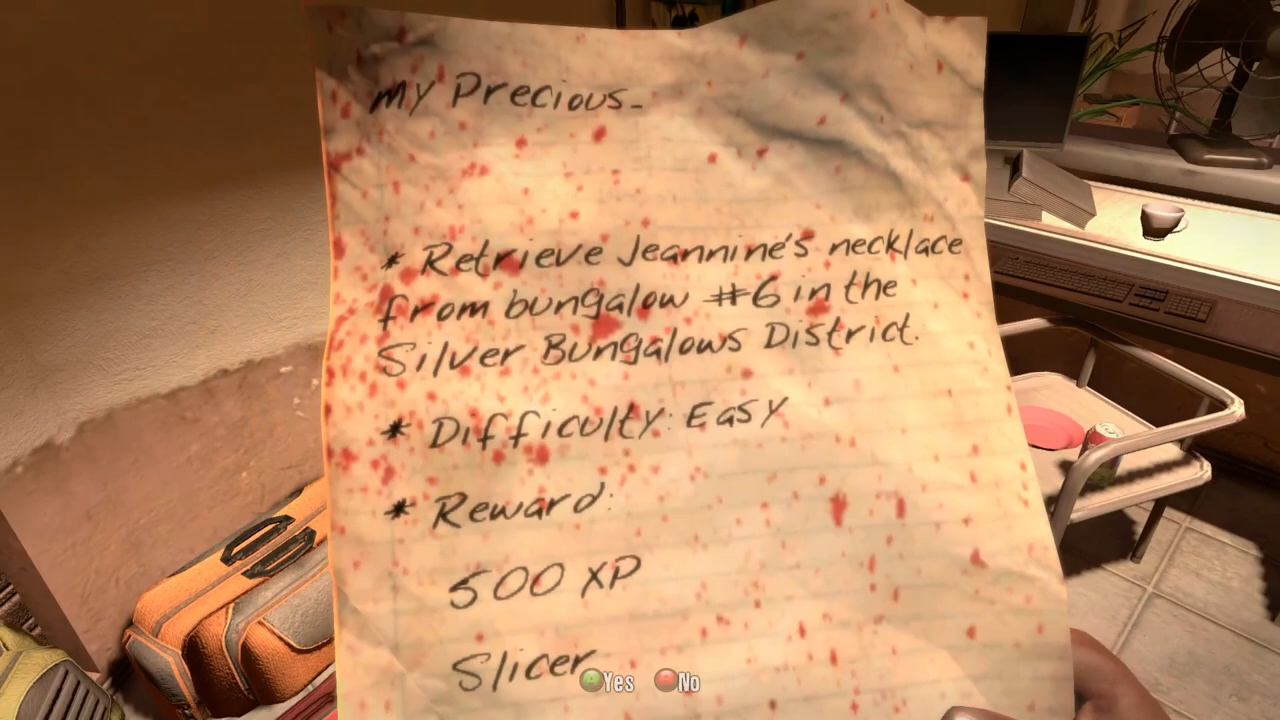 My Precious-
* Retrieve Jeannine's necklace
from bungalow #6 in the
Silver Bungalows District.
* Difficulty: Easy
* Reward:
500 XP
Slicer
A Yes No